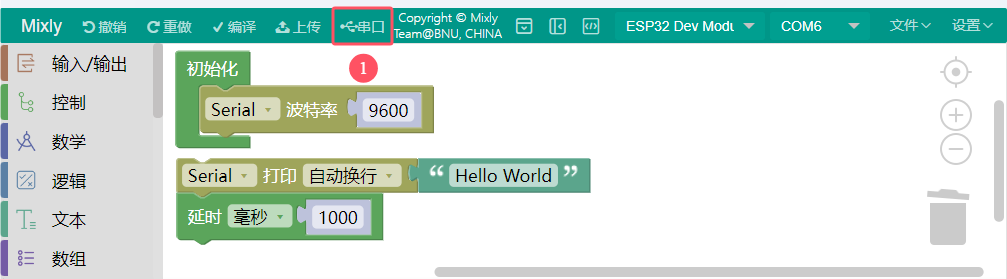 Mixly 撤销 重做 编译 上传 串口 Copyright © Mixly Team@BNU, CHINA ESP32 Dev Modu COM6 文件 设置
1
输入/输出
控制
数学
逻辑
文本
数组
初始化
Serial 波特率 9600
Serial 打印 自动换行 “ Hello World ”
延时 毫秒 1000